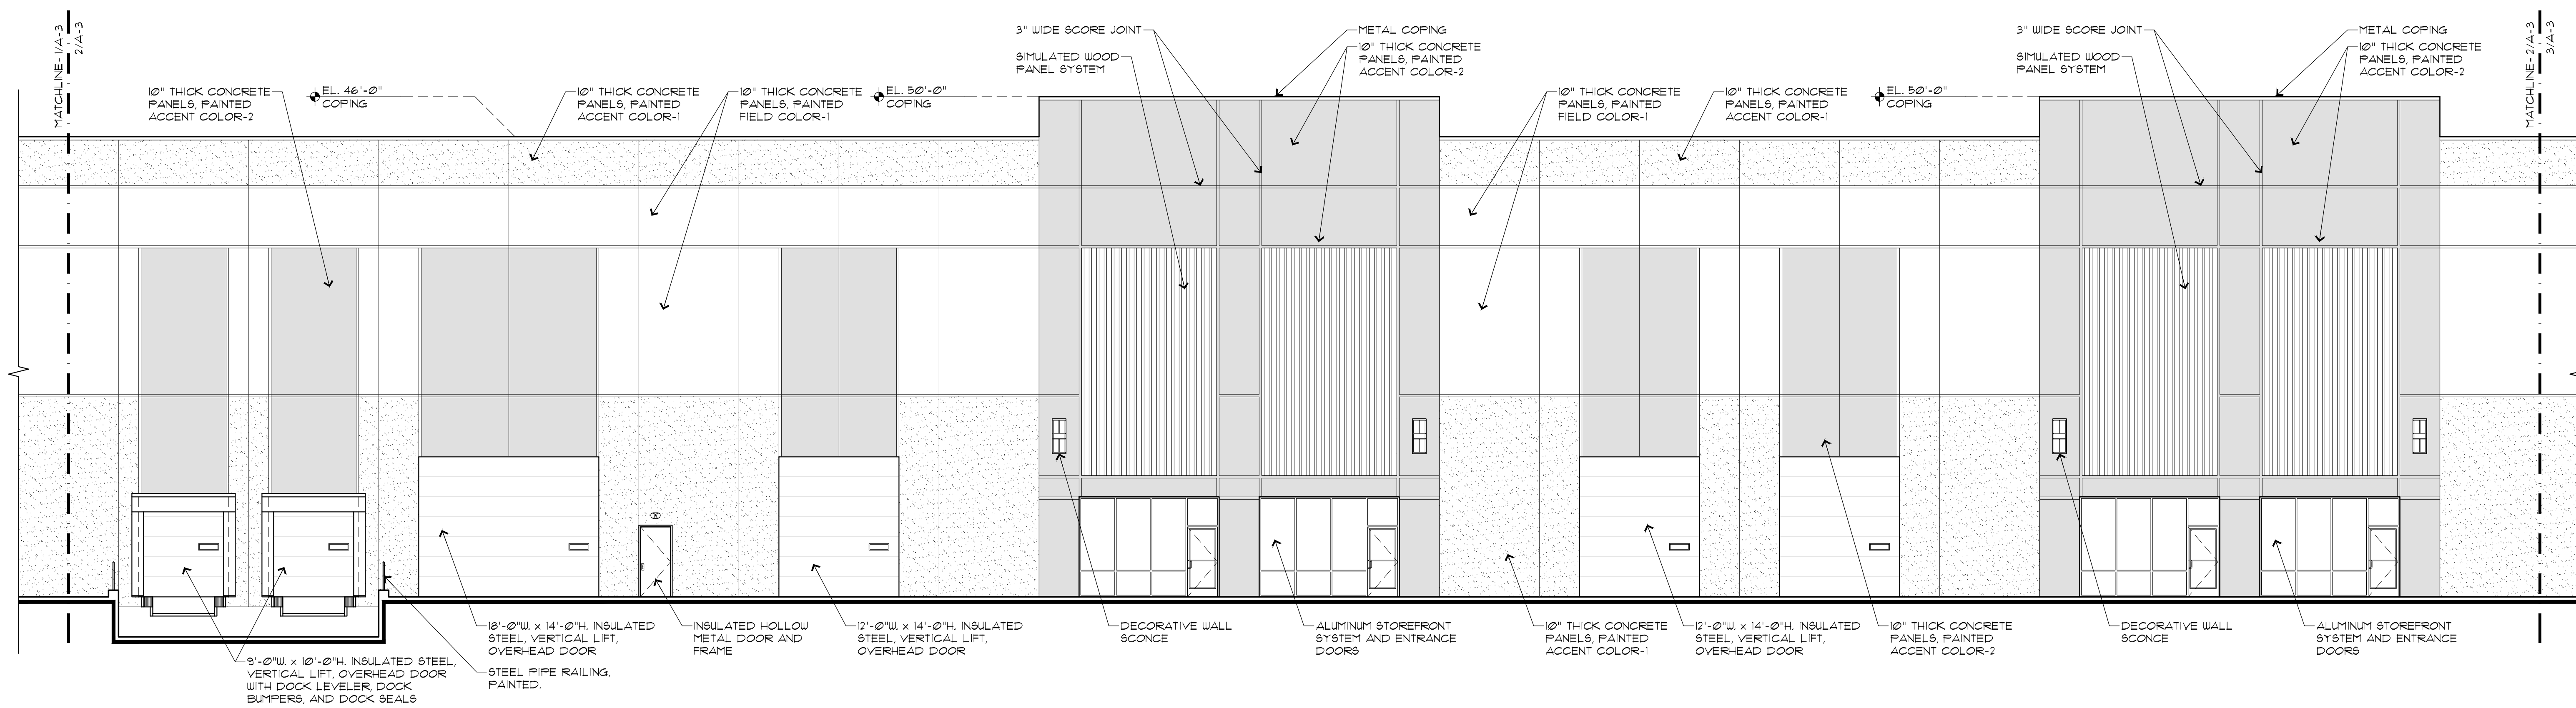 MATCHLINE- 1/A-3
2/A-3
10" THICK CONCRETE
PANELS, PAINTED
ACCENT COLOR-2
EL. 46'-0"
COPING
10" THICK CONCRETE
PANELS, PAINTED
ACCENT COLOR-1
10" THICK CONCRETE
PANELS, PAINTED
FIELD COLOR-1
EL. 50'-0"
COPING
3" WIDE SCORE JOINT
SIMULATED WOOD
PANEL SYSTEM
METAL COPING
10" THICK CONCRETE
PANELS, PAINTED
ACCENT COLOR-2
10" THICK CONCRETE
PANELS, PAINTED
FIELD COLOR-1
10" THICK CONCRETE
PANELS, PAINTED
ACCENT COLOR-1
EL. 50'-0"
COPING
3" WIDE SCORE JOINT
SIMULATED WOOD
PANEL SYSTEM
METAL COPING
10" THICK CONCRETE
PANELS, PAINTED
ACCENT COLOR-2
MATCHLINE- 2/A-3
3/A-3
9'-0"W. x 10'-0"H. INSULATED STEEL,
VERTICAL LIFT, OVERHEAD DOOR
WITH DOCK LEVELER, DOCK
BUMPERS, AND DOCK SEALS
18'-0"W. x 14'-0"H. INSULATED
STEEL, VERTICAL LIFT,
OVERHEAD DOOR
STEEL PIPE RAILING,
PAINTED.
INSULATED HOLLOW
METAL DOOR AND
FRAME
12'-0"W. x 14'-0"H. INSULATED
STEEL, VERTICAL LIFT,
OVERHEAD DOOR
DECORATIVE WALL
SCONCE
ALUMINUM STOREFRONT
SYSTEM AND ENTRANCE
DOORS
10" THICK CONCRETE
PANELS, PAINTED
ACCENT COLOR-1
12'-0"W. x 14'-0"H. INSULATED
STEEL, VERTICAL LIFT,
OVERHEAD DOOR
10" THICK CONCRETE
PANELS, PAINTED
ACCENT COLOR-2
DECORATIVE WALL
SCONCE
ALUMINUM STOREFRONT
SYSTEM AND ENTRANCE
DOORS